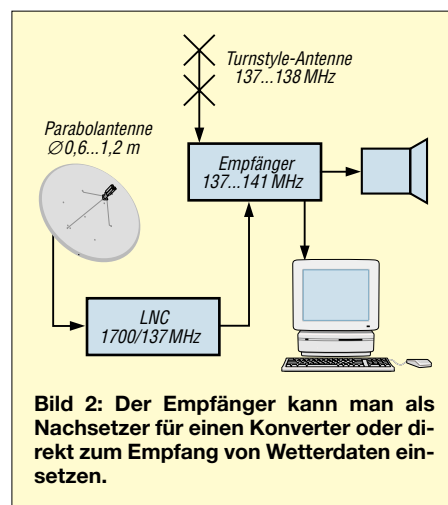 Turnstyle-Antenne
137...138 MHz
Parabolantenne
∅ 0,6...1,2 m
Empfänger
137...141 MHz
LNC
1700/137 MHz
Bild 2: Der Empfänger kann man als
Nachsetzer für einen Konverter oder di-
rekt zum Empfang von Wetterdaten ein-
setzen.